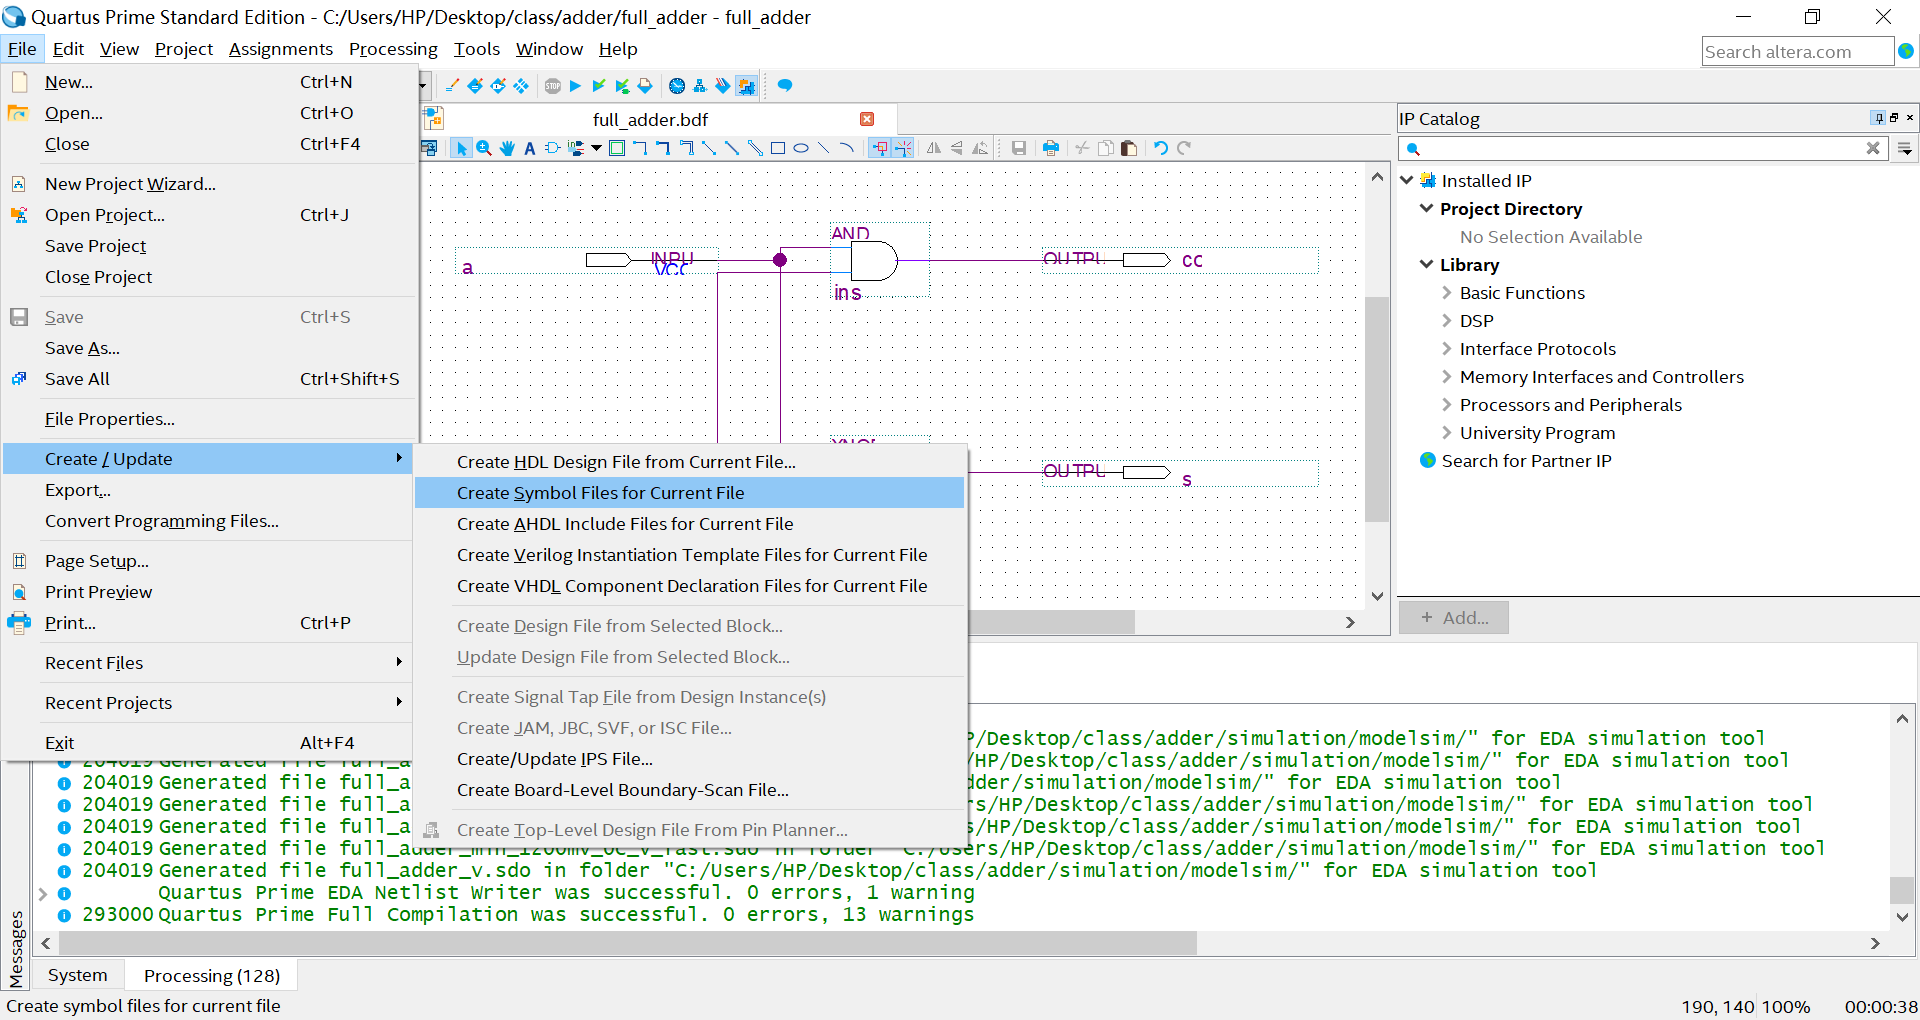 Quartus Prime Standard Edition - C:/Users/HP/Desktop/class/adder/full_adder - full_adder
File Edit View Project Assignments Processing Tools Window Help
Search altera.com
New... Ctrl+N
Open... Ctrl+O
Close Ctrl+F4
New Project Wizard...
Open Project... Ctrl+J
Save Project
Close Project
Save Ctrl+S
Save As...
Save All Ctrl+Shift+S
File Properties...
Create / Update
Export...
Convert Programming Files...
Page Setup...
Print Preview
Print... Ctrl+P
Recent Files
Recent Projects
Exit Alt+F4
STOP
full_adder.bdf
A
a
INPU
VCC
AND
ins
OUTPU
cc
OUTPU
s
Create HDL Design File from Current File...
Create Symbol Files for Current File
Create AHDL Include Files for Current File
Create Verilog Instantiation Template Files for Current File
Create VHDL Component Declaration Files for Current File
Create Design File from Selected Block...
Update Design File from Selected Block...
Create Signal Tap File from Design Instance(s)
Create JAM, JBC, SVF, or ISC File...
Create/Update IPS File...
Create Board-Level Boundary-Scan File...
Create Top-Level Design File From Pin Planner...
IP Catalog
Installed IP
Project Directory
No Selection Available
Library
Basic Functions
DSP
Interface Protocols
Memory Interfaces and Controllers
Processors and Peripherals
University Program
Search for Partner IP
+ Add...
P/Desktop/class/adder/simulation/modelsim/" for EDA simulation tool
204019 Generated file full_a /HP/Desktop/class/adder/simulation/modelsim/" for EDA simulation tool
204019 Generated file full_a dder/simulation/modelsim/" for EDA simulation tool
204019 Generated file full_a rs/HP/Desktop/class/adder/simulation/modelsim/" for EDA simulation tool
204019 Generated file full_a s/HP/Desktop/class/adder/simulation/modelsim/" for EDA simulation tool
204019 Generated file full_adder_min_1200mv_0c_v_fast.sdo in folder "C:/Users/HP/Desktop/class/adder/simulation/modelsim/" for EDA simulation tool
204019 Generated file full_adder_v.sdo in folder "C:/Users/HP/Desktop/class/adder/simulation/modelsim/" for EDA simulation tool
Quartus Prime EDA Netlist Writer was successful. 0 errors, 1 warning
293000 Quartus Prime Full Compilation was successful. 0 errors, 13 warnings
Messages
System Processing (128)
Create symbol files for current file 190, 140 100% 00:00:38